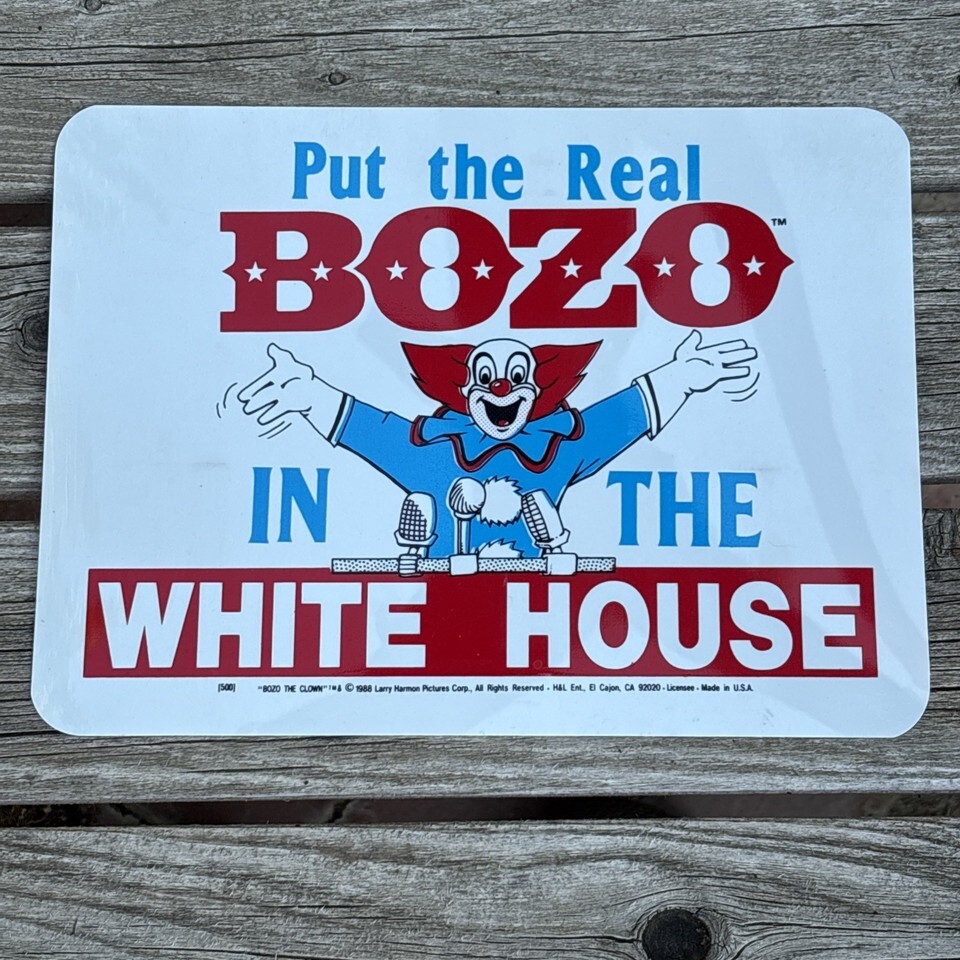 Put the Real
BOZO™
IN THE
WHITE HOUSE
[500] "BOZO THE CLOWN" TM & © 1988 Larry Harmon Pictures Corp., All Rights Reserved - H&L Ent., El Cajon, CA 92020 - Licensee - Made in U.S.A.